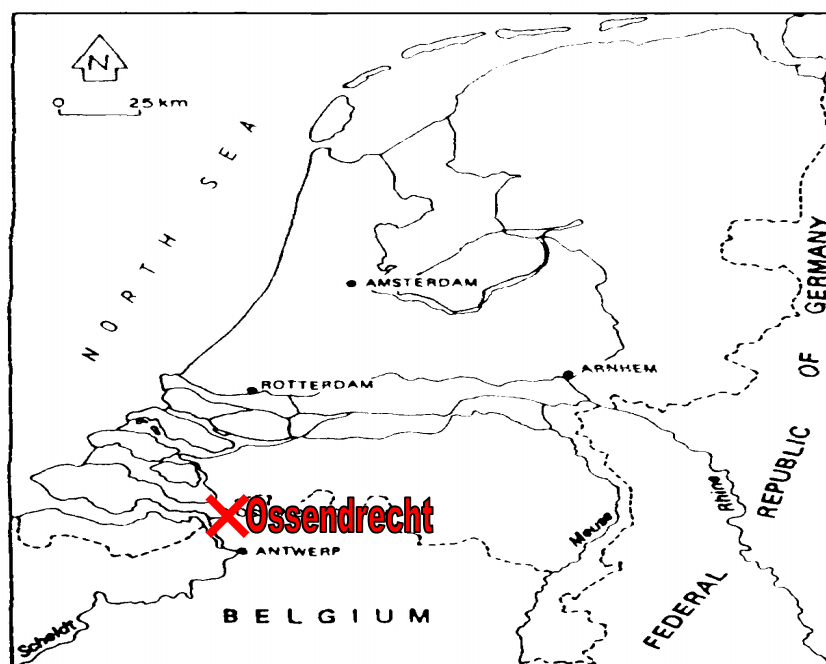 N
0 25 km
NORTH SEA
AMSTERDAM
ARNHEM
ROTTERDAM
Ossendrecht
ANTWERP
BELGIUM
Scheldt
Meuse
Rhine
FEDERAL REPUBLIC OF GERMANY